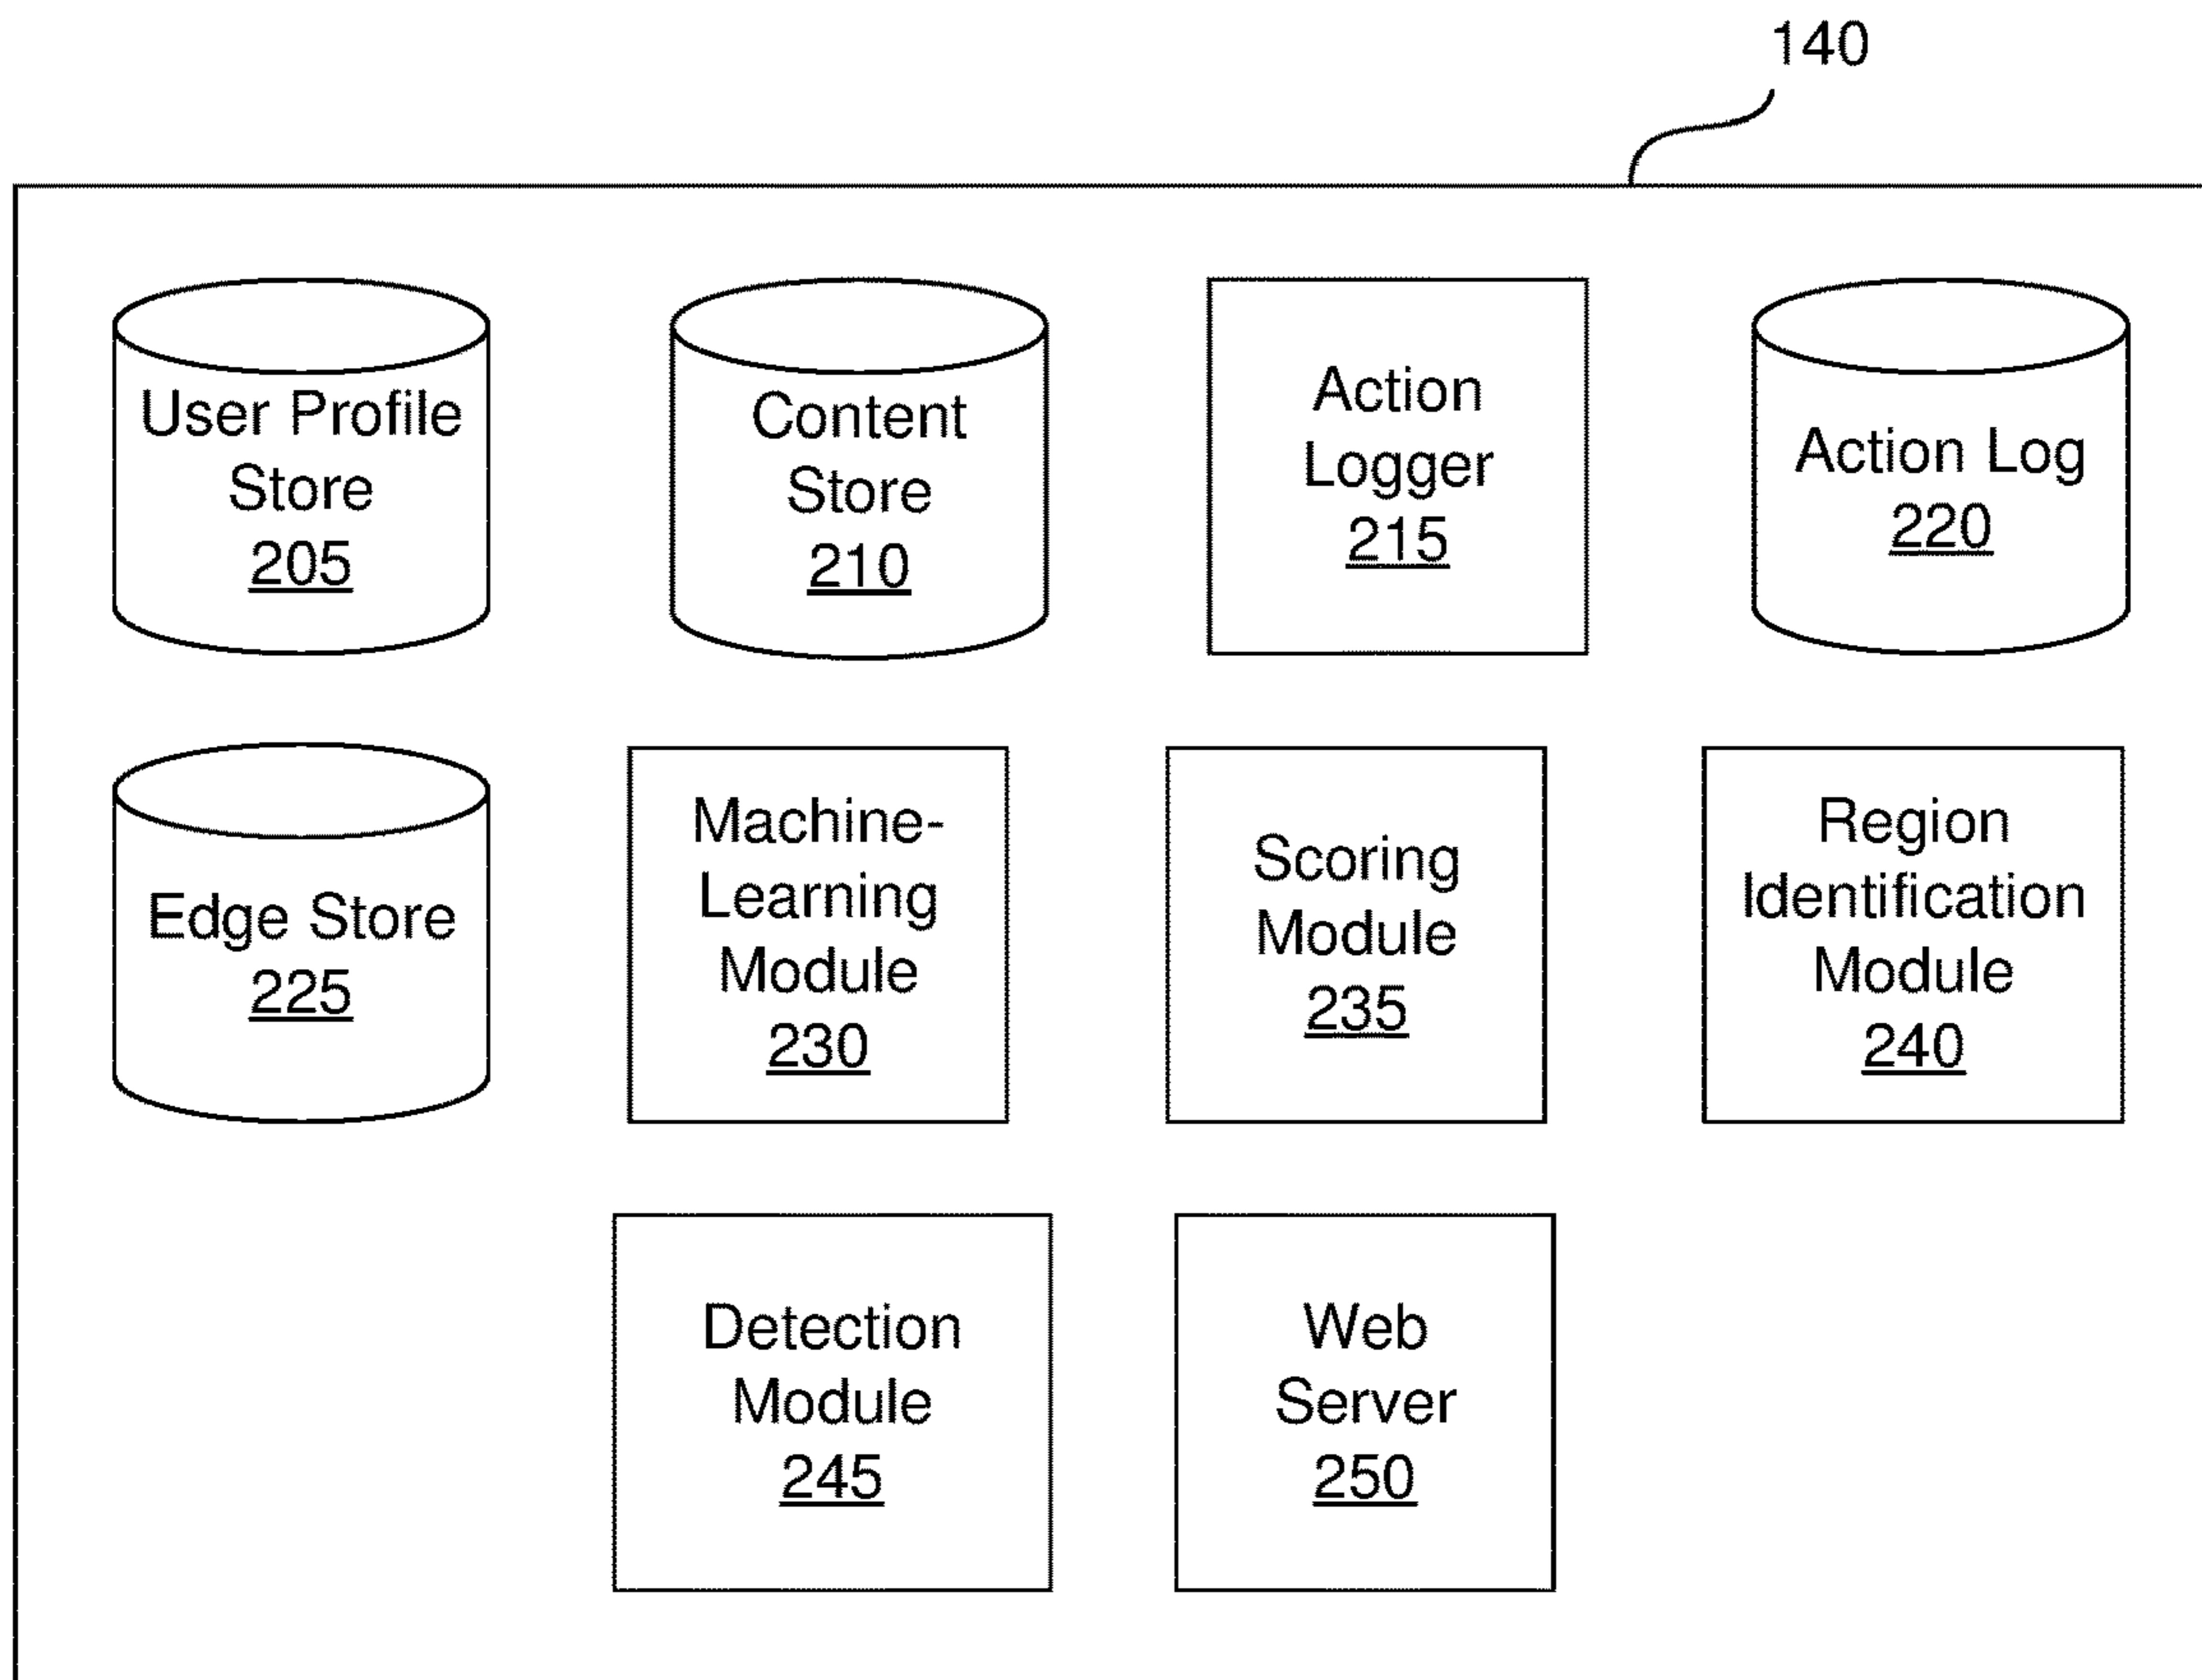 140
User Profile
Store
205
Content
Store
210
Action
Logger
215
Action Log
220
Edge Store
225
Machine-
Learning
Module
230
Scoring
Module
235
Region
Identification
Module
240
Detection
Module
245
Web
Server
250